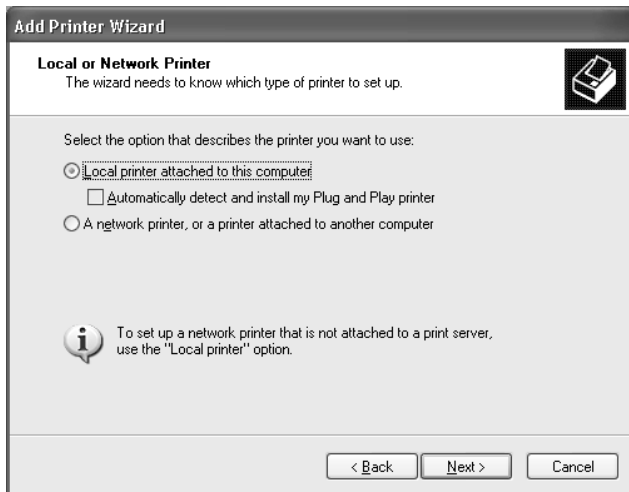 Add Printer Wizard
Local or Network Printer
The wizard needs to know which type of printer to set up.
Select the option that describes the printer you want to use:
Local printer attached to this computer
Automatically detect and install my Plug and Play printer
A network printer, or a printer attached to another computer
To set up a network printer that is not attached to a print server,
use the "Local printer" option.
< Back Next > Cancel